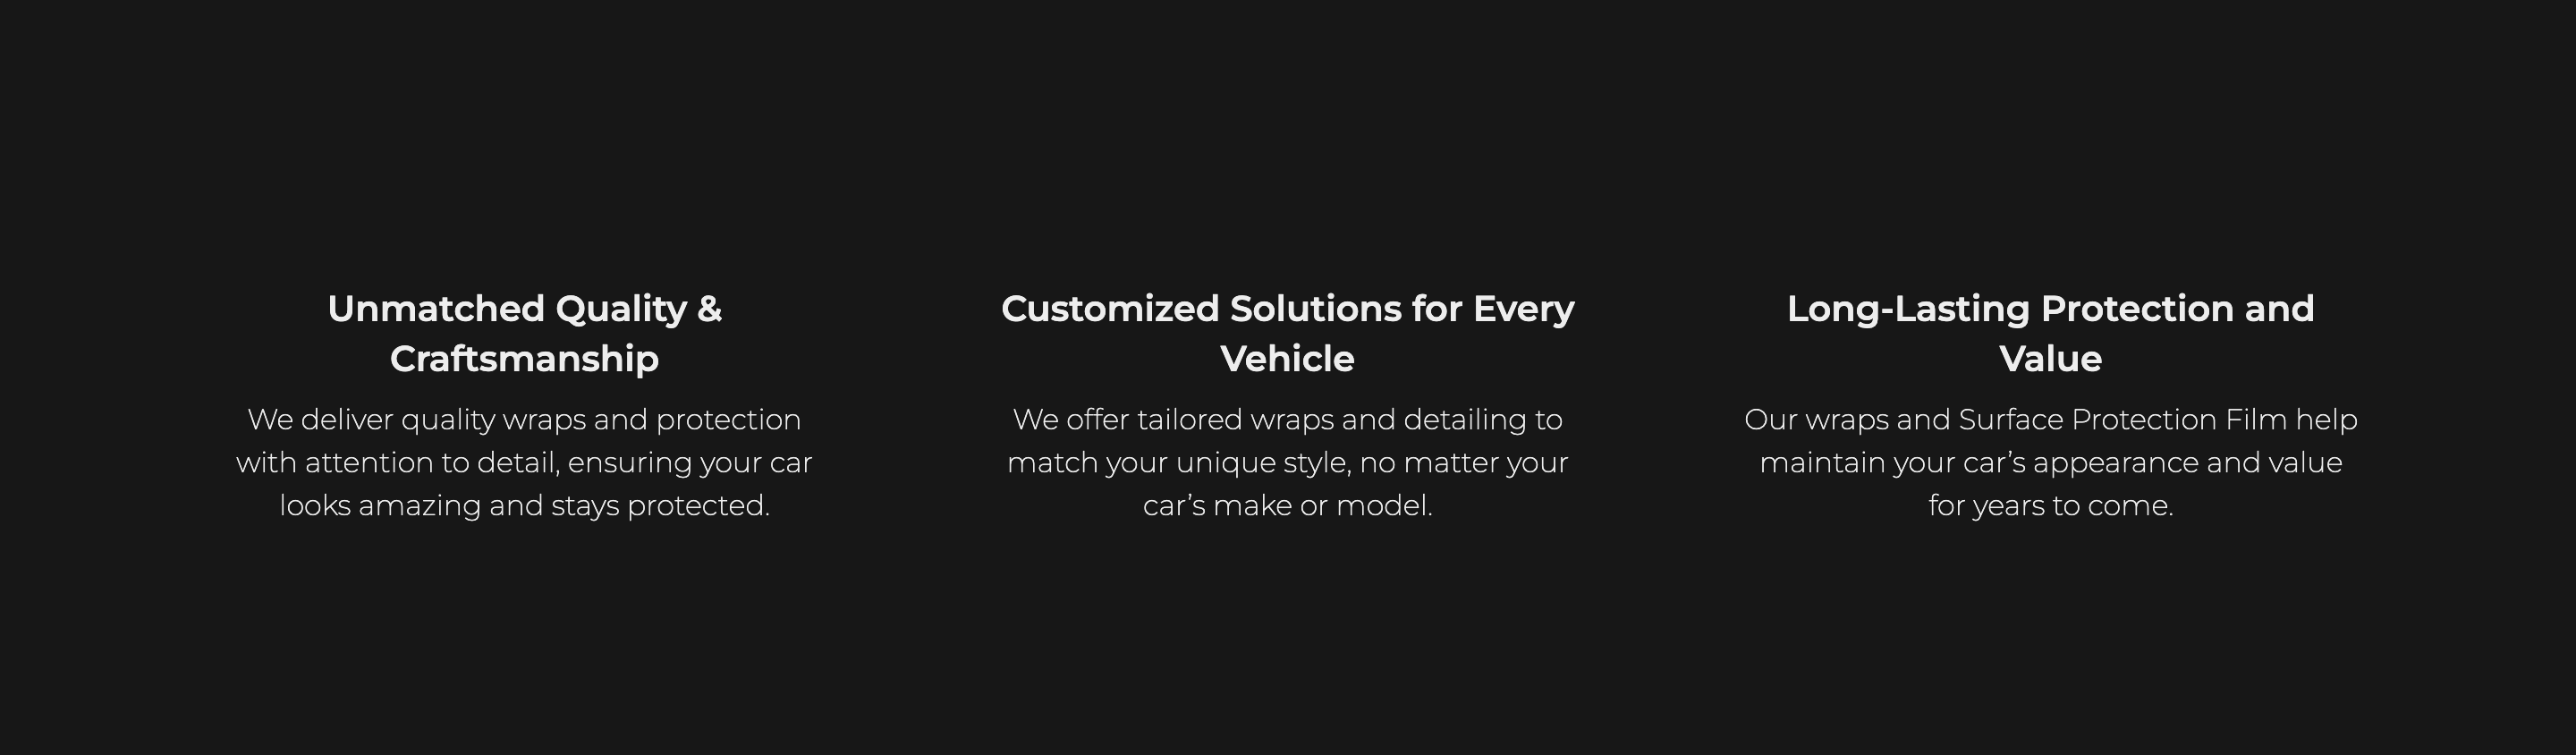 Unmatched Quality &
Craftsmanship
We deliver quality wraps and protection
with attention to detail, ensuring your car
looks amazing and stays protected.
Customized Solutions for Every
Vehicle
We offer tailored wraps and detailing to
match your unique style, no matter your
car’s make or model.
Long-Lasting Protection and
Value
Our wraps and Surface Protection Film help
maintain your car’s appearance and value
for years to come.